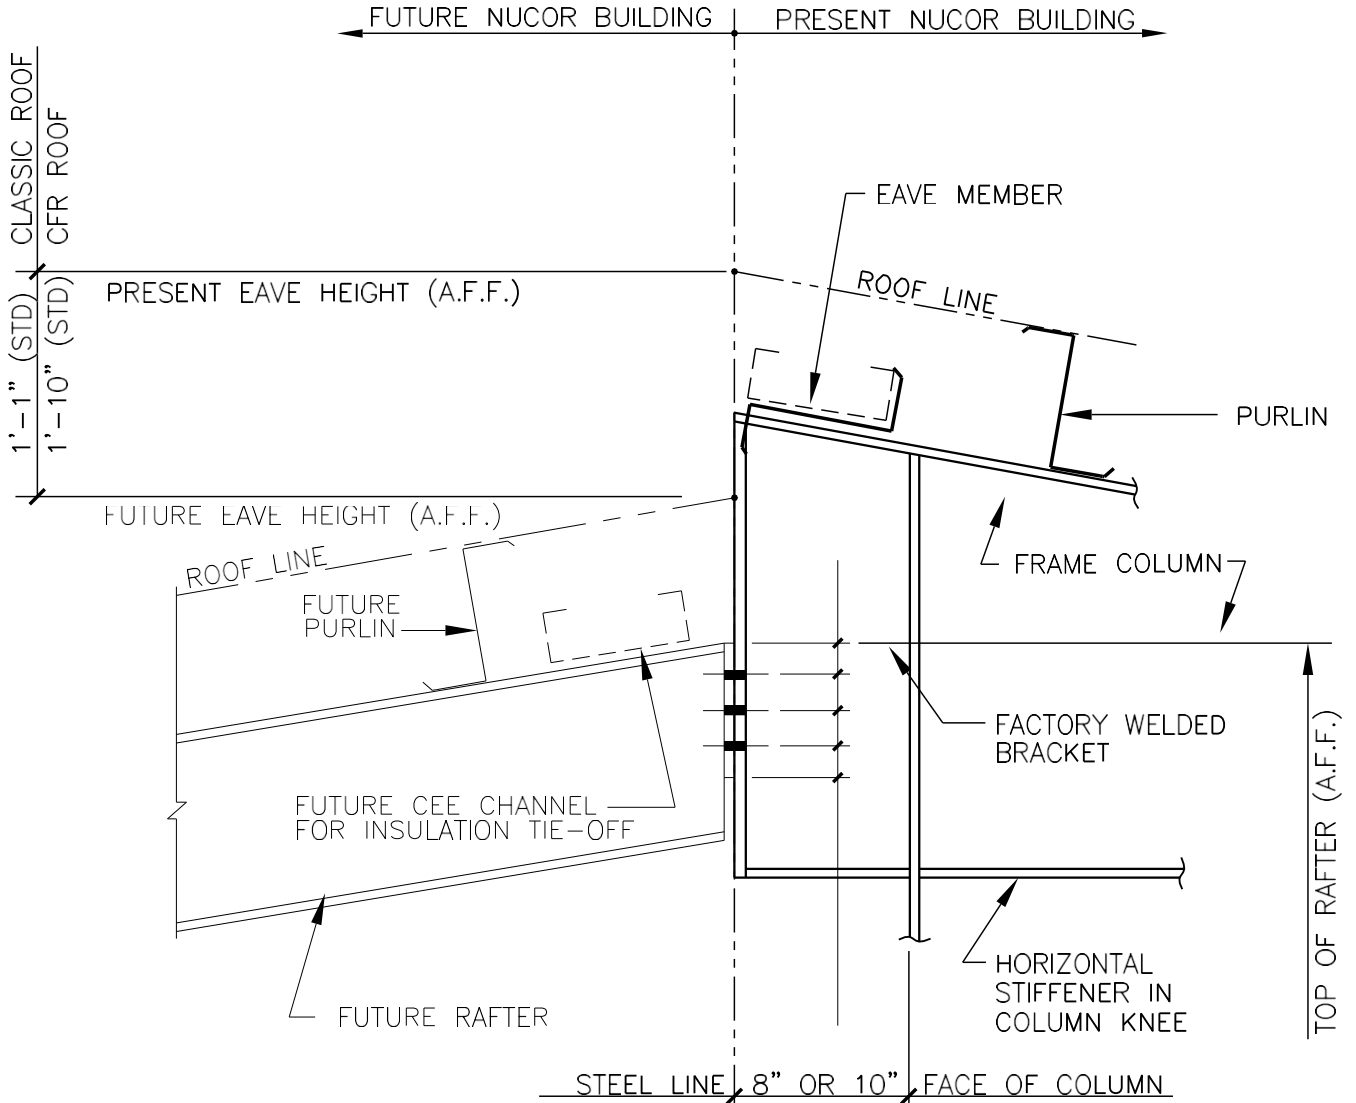 FUTURE NUCOR BUILDING
PRESENT NUCOR BUILDING
CLASSIC ROOF
CFR ROOF
1'-1" (STD)
1'-10" (STD)
EAVE MEMBER
PRESENT EAVE HEIGHT (A.F.F.)
ROOF LINE
PURLIN
FUTURE EAVE HEIGHT (A.F.F.)
ROOF LINE
FRAME COLUMN
FUTURE
PURLIN
FACTORY WELDED
BRACKET
FUTURE CEE CHANNEL
FOR INSULATION TIE-OFF
TOP OF RAFTER (A.F.F.)
HORIZONTAL
STIFFENER IN
COLUMN KNEE
FUTURE RAFTER
STEEL LINE
8" OR 10"
FACE OF COLUMN